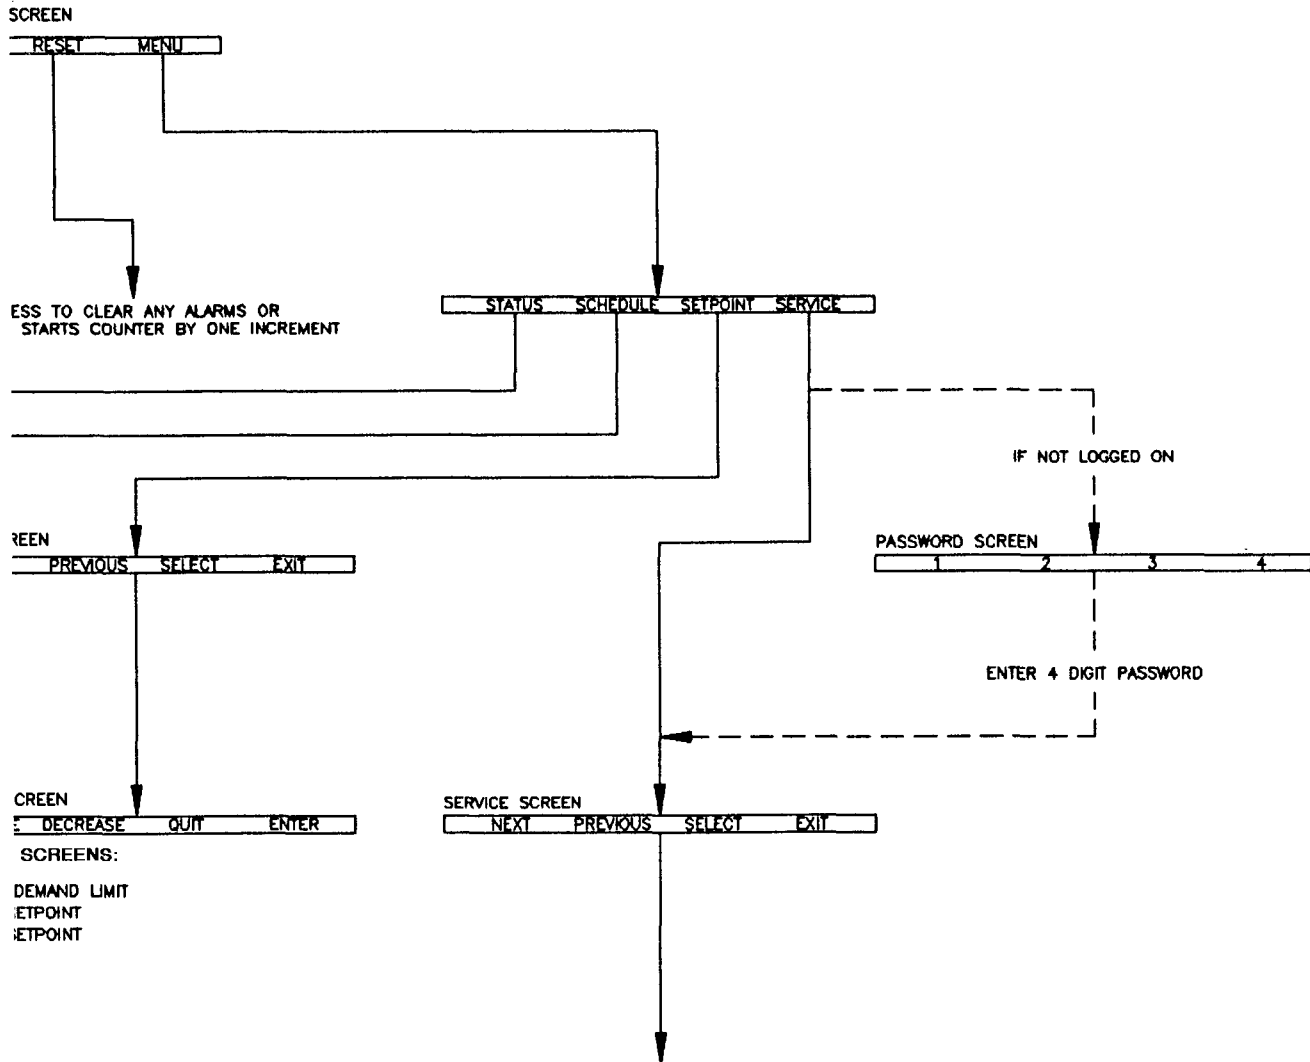 SCREEN
RESET MENU
ESS TO CLEAR ANY ALARMS OR
STARTS COUNTER BY ONE INCREMENT
STATUS SCHEDULE SETPOINT SERVICE
IF NOT LOGGED ON
REEN
PREVIOUS SELECT EXIT
PASSWORD SCREEN
1 2 3 4
ENTER 4 DIGIT PASSWORD
CREEN
E DECREASE QUIT ENTER
SERVICE SCREEN
NEXT PREVIOUS SELECT EXIT
SCREENS:
DEMAND LIMIT
ETPOINT
ETPOINT